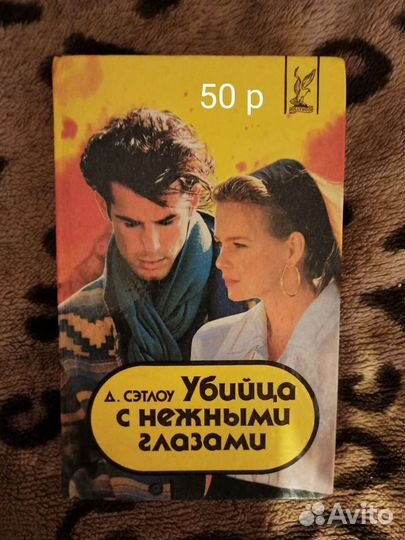 50 р
Д. СЭТЛОУ Убийца
с нежными
глазами
Avito